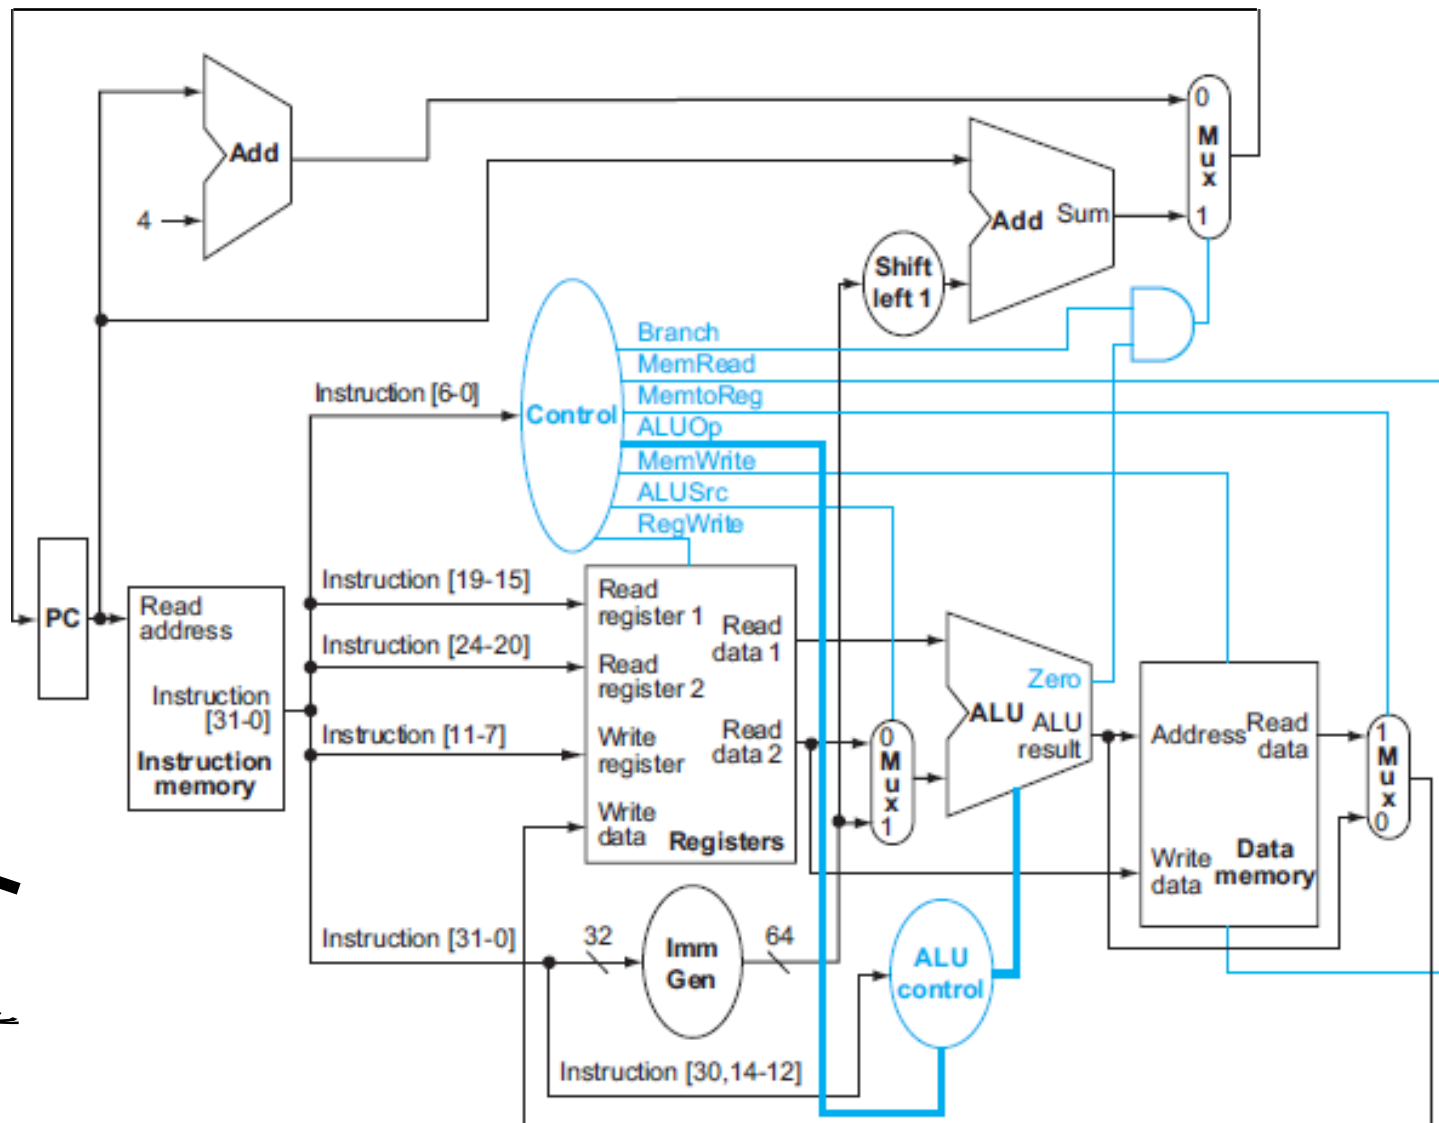 Add
4
0
M
u
x
1
Add Sum
Shift
left 1
Branch
MemRead
MemtoReg
ALUOp
MemWrite
ALUSrc
RegWrite
Control
Instruction [6-0]
Instruction [19-15]
Instruction [24-20]
Instruction [11-7]
Instruction [31-0]
PC
Read
address
Instruction
[31-0]
Instruction
memory
Read
register 1
Read
register 2
Write
register
Write
data
Read
data 1
Read
data 2
Registers
0
M
u
x
1
Zero
ALU
ALU
result
Address
Read
data
Write
data
Data
memory
1
M
u
x
0
32
Imm
Gen
64
ALU
control
Instruction [30,14-12]